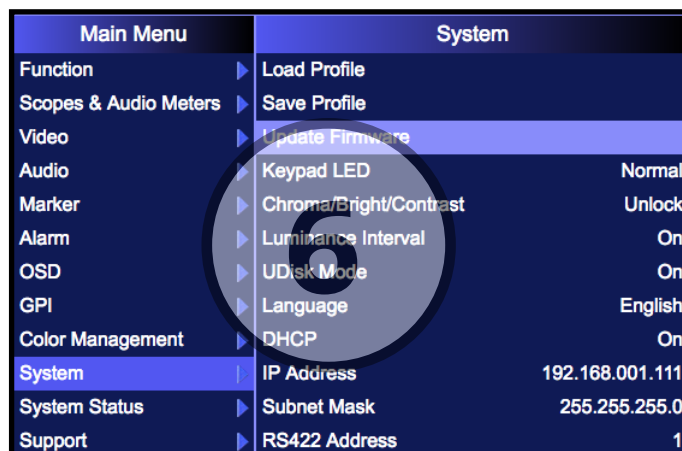 Main Menu
Function
Scopes & Audio Meters
Video
Audio
Marker
Alarm
OSD
GPI
Color Management
System
System Status
Support
System
Load Profile
Save Profile
Update Firmware
Keypad LED Normal
Chroma/Bright/Contrast Unlock
Luminance Interval On
UDisk Mode On
Language English
DHCP On
IP Address 192.168.001.111
Subnet Mask 255.255.255.0
RS422 Address 1
6